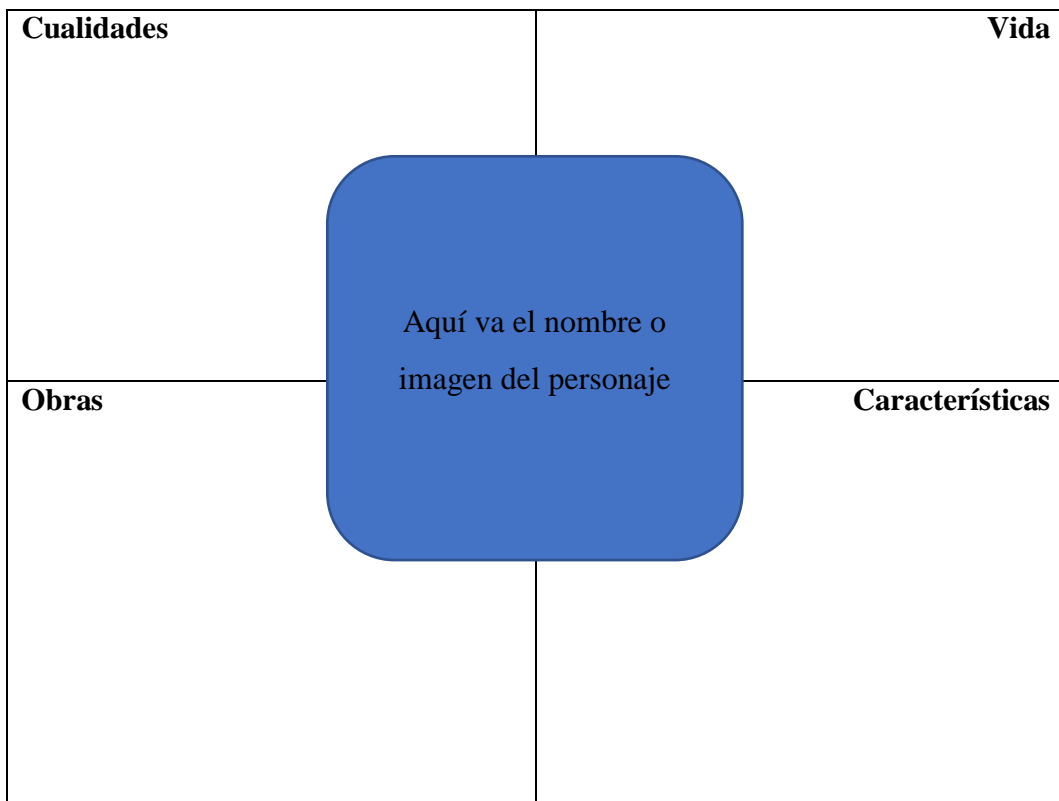 Cualidades
Vida
Aquí va el nombre o
imagen del personaje
Obras
Características